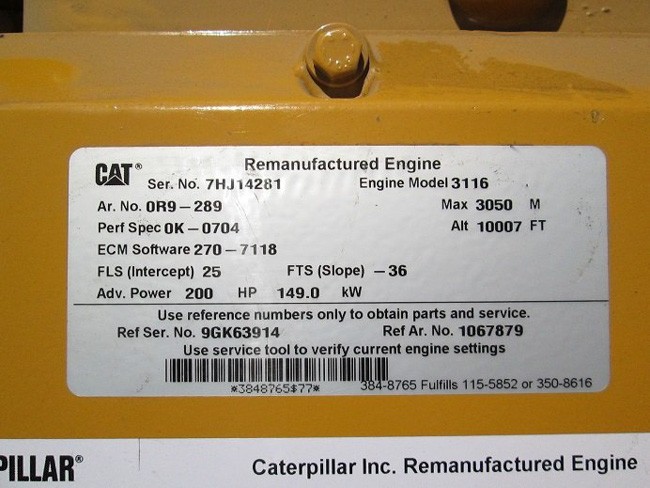 CAT® Remanufactured Engine
Ser. No. 7HJ14281 Engine Model 3116
Ar. No. 0R9-289 Max 3050 M
Perf Spec 0K-0704 Alt 10007 FT
ECM Software 270-7118
FLS (Intercept) 25 FTS (Slope) -36
Adv. Power 200 HP 149.0 kW
Use reference numbers only to obtain parts and service.
Ref Ser. No. 9GK63914 Ref Ar. No. 1067879
Use service tool to verify current engine settings
*3848765$77* 384-8765 Fulfills 115-5852 or 350-8616
PILLAR® Caterpillar Inc. Remanufactured Engine